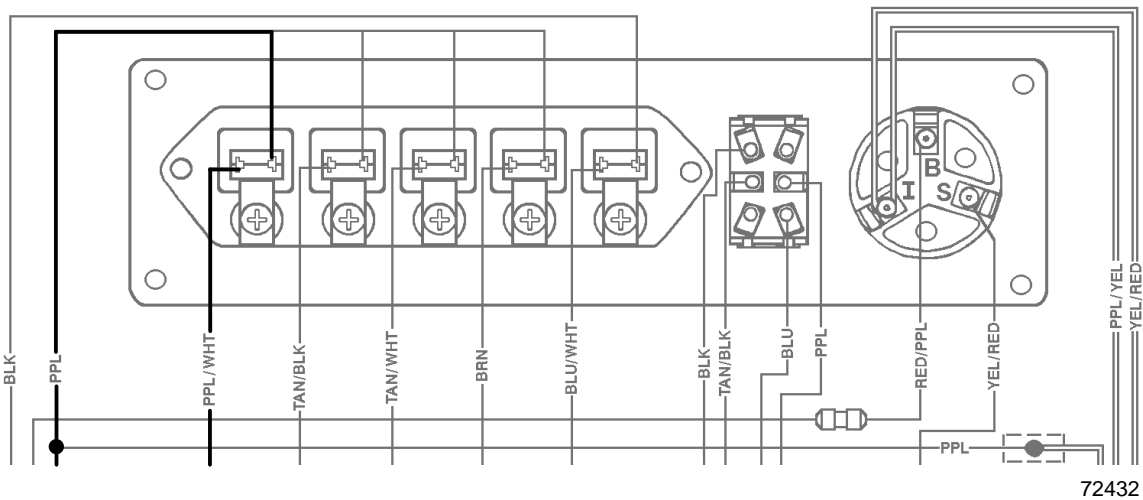 B
I
S
BLK
PPL
PPL/WHT
TAN/BLK
TAN/WHT
BRN
BLU/WHT
BLK
TAN/BLK
BLU
PPL
RED/PPL
YEL/RED
PPL/YEL
YEL/RED
PPL
72432